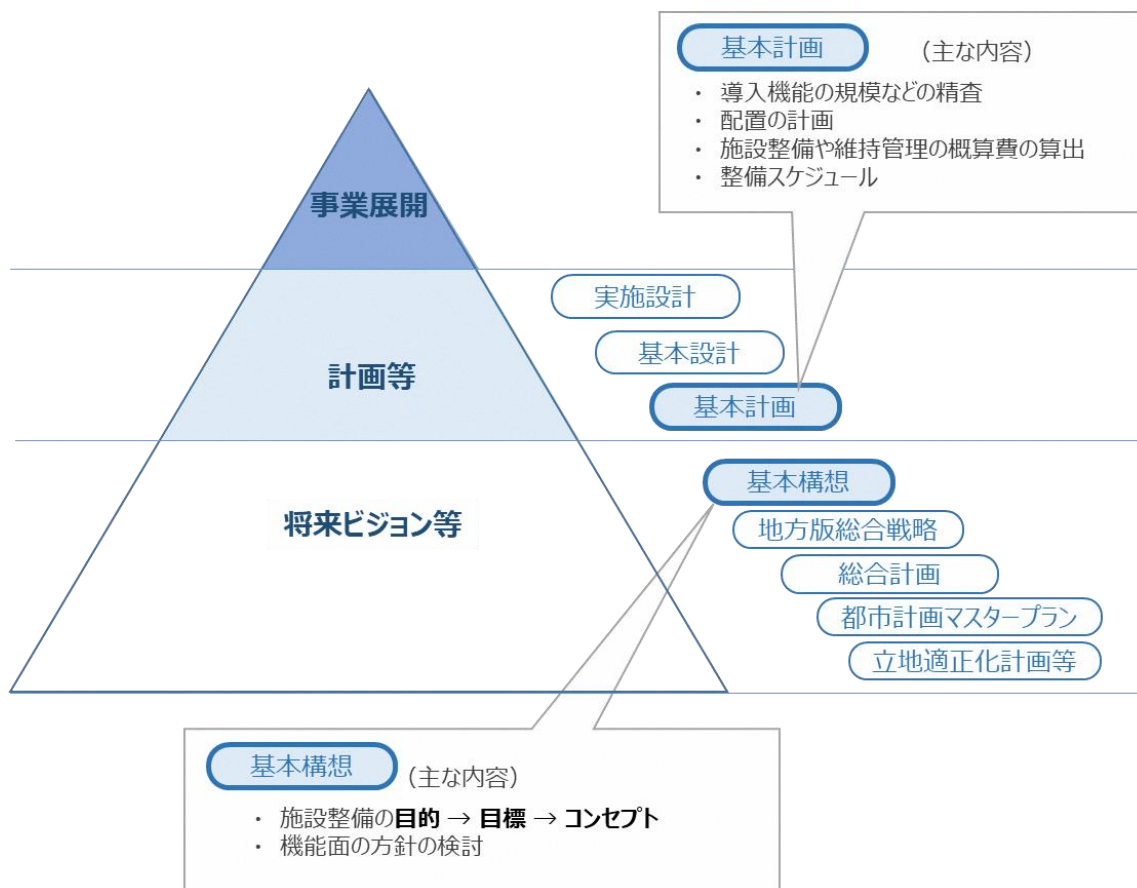 基本計画 (主な内容)
・ 導入機能の規模などの精査
・ 配置の計画
・ 施設整備や維持管理の概算費の算出
・ 整備スケジュール
事業展開
実施設計
基本設計
計画等
基本計画
基本構想
将来ビジョン等
地方版総合戦略
総合計画
都市計画マスタープラン
立地適正化計画等
基本構想 (主な内容)
・ 施設整備の目的 → 目標 → コンセプト
・ 機能面の方針の検討